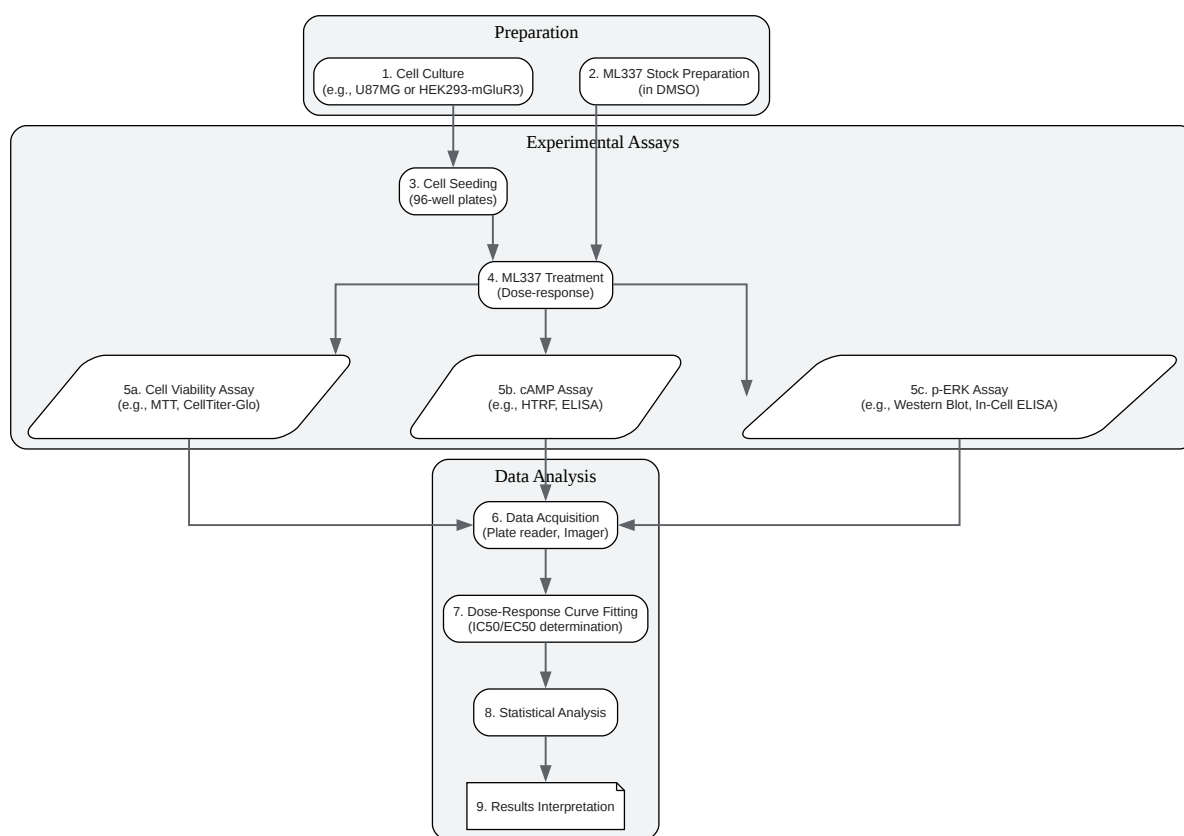 Preparation
1. Cell Culture
(e.g., U87MG or HEK293-mGluR3)
2. ML337 Stock Preparation
(in DMSO)
Experimental Assays
3. Cell Seeding
(96-well plates)
4. ML337 Treatment
(Dose-response)
5a. Cell Viability Assay
(e.g., MTT, CellTiter-Glo)
5b. cAMP Assay
(e.g., HTRF, ELISA)
5c. p-ERK Assay
(e.g., Western Blot, In-Cell ELISA)
Data Analysis
6. Data Acquisition
(Plate reader, Imager)
7. Dose-Response Curve Fitting
(IC50/EC50 determination)
8. Statistical Analysis
9. Results Interpretation